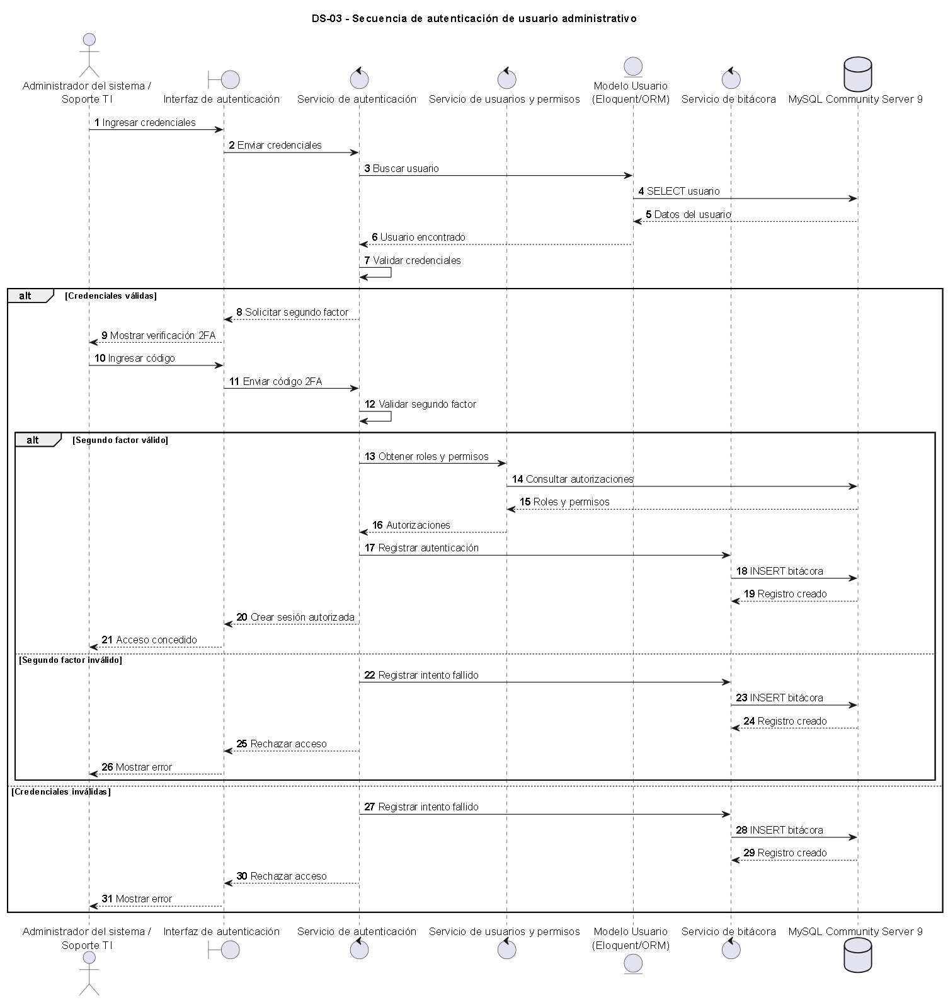 DS-03 - Secuencia de autenticación de usuario administrativo
Administrador del sistema /
Soporte TI
Interfaz de autenticación
Servicio de autenticación
Servicio de usuarios y permisos
Modelo Usuario
(Eloquent/ORM)
Servicio de bitácora
MySQL Community Server 9
1 Ingresar credenciales
2 Enviar credenciales
3 Buscar usuario
4 SELECT usuario
5 Datos del usuario
6 Usuario encontrado
7 Validar credenciales
alt [Credenciales válidas]
8 Solicitar segundo factor
9 Mostrar verificación 2FA
10 Ingresar código
11 Enviar código 2FA
12 Validar segundo factor
alt [Segundo factor válido]
13 Obtener roles y permisos
14 Consultar autorizaciones
15 Roles y permisos
16 Autorizaciones
17 Registrar autenticación
18 INSERT bitácora
19 Registro creado
20 Crear sesión autorizada
21 Acceso concedido
[Segundo factor inválido]
22 Registrar intento fallido
23 INSERT bitácora
24 Registro creado
25 Rechazar acceso
26 Mostrar error
[Credenciales inválidas]
27 Registrar intento fallido
28 INSERT bitácora
29 Registro creado
30 Rechazar acceso
31 Mostrar error
Administrador del sistema /
Soporte TI
Interfaz de autenticación
Servicio de autenticación
Servicio de usuarios y permisos
Modelo Usuario
(Eloquent/ORM)
Servicio de bitácora
MySQL Community Server 9